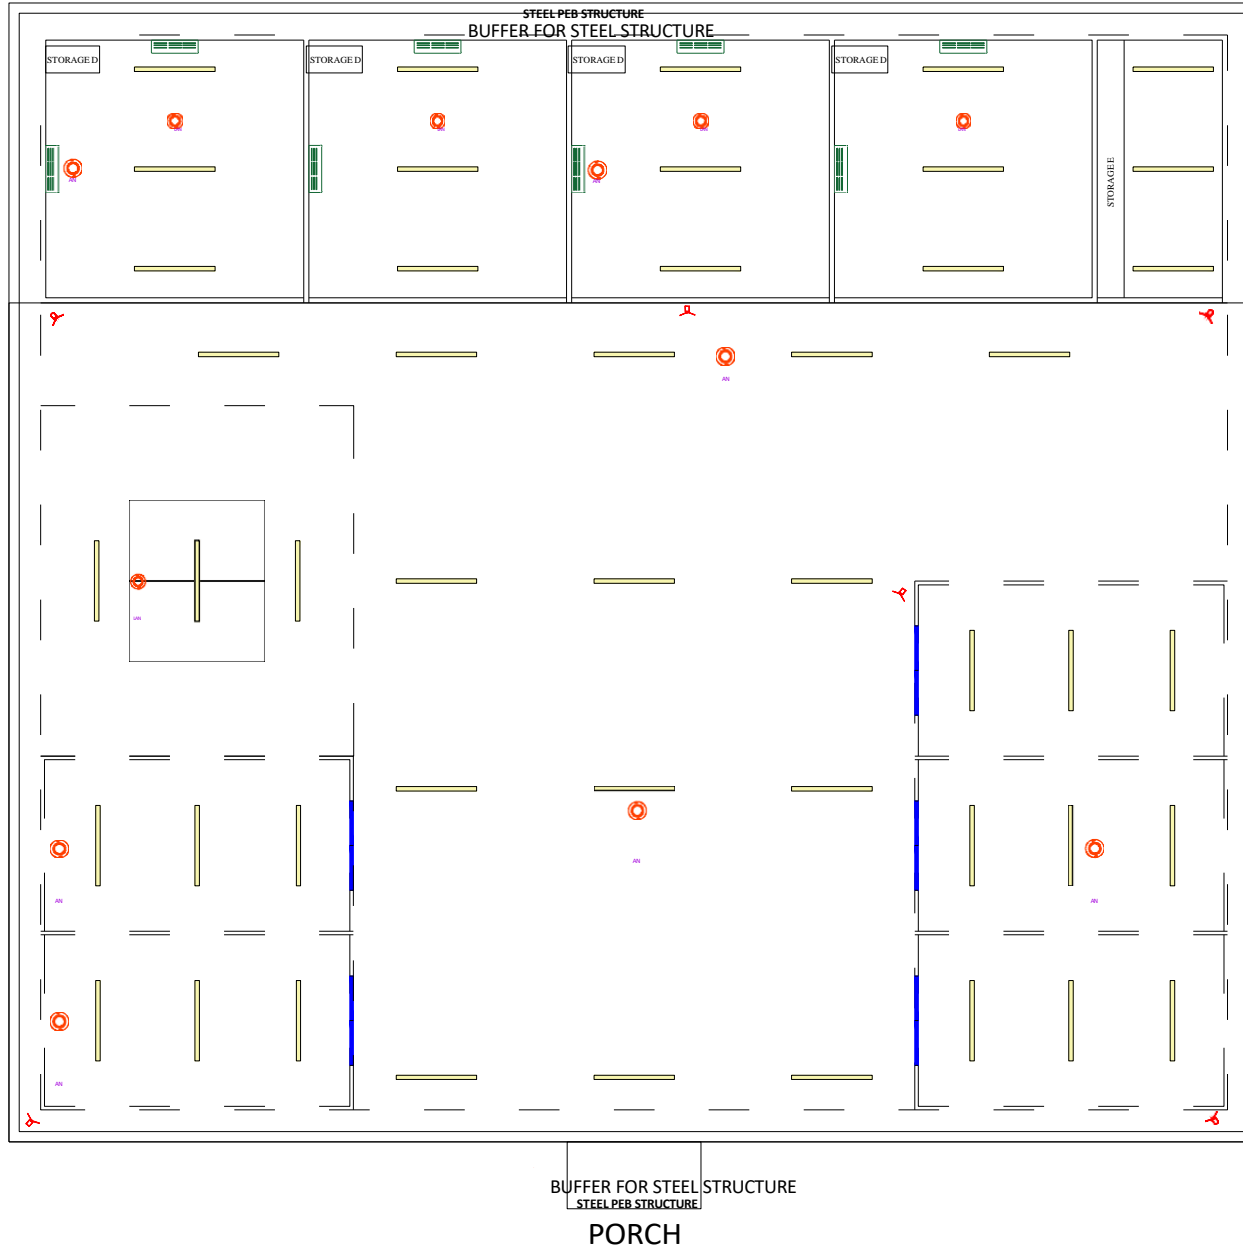 STEEL PEB STRUCTURE
BUFFER FOR STEEL STRUCTURE
STORAGE D
STORAGE D
STORAGE D
STORAGE D
STORAGE E
AN
AN
AN
AN
AN
AN
AN
BUFFER FOR STEEL STRUCTURE
STEEL PEB STRUCTURE
PORCH